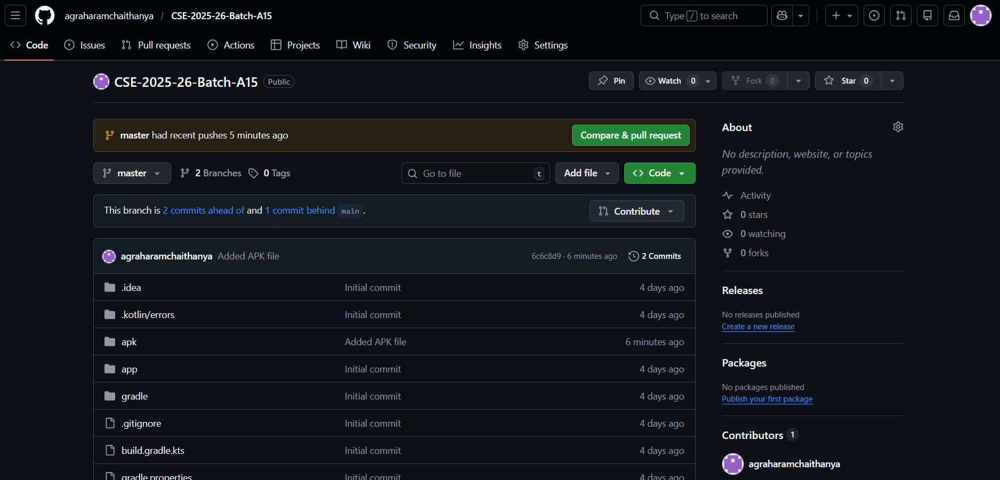 agraharamchaithanya / CSE-2025-26-Batch-A15
Type / to search
Code Issues Pull requests Actions Projects Wiki Security Insights Settings
CSE-2025-26-Batch-A15 Public
Pin Watch 0 Fork 0 Star 0
master had recent pushes 5 minutes ago
Compare & pull request
master 2 Branches 0 Tags
Go to file t
Add file
Code
This branch is 2 commits ahead of and 1 commit behind main .
Contribute
agraharamchaithanya Added APK file 6c6c8d9 · 6 minutes ago 2 Commits
.idea Initial commit 4 days ago
.kotlin/errors Initial commit 4 days ago
apk Added APK file 6 minutes ago
app Initial commit 4 days ago
gradle Initial commit 4 days ago
.gitignore Initial commit 4 days ago
build.gradle.kts Initial commit 4 days ago
gradle.properties Initial commit 4 days ago
About
No description, website, or topics
provided.
Activity
0 stars
0 watching
0 forks
Releases
No releases published
Create a new release
Packages
No packages published
Publish your first package
Contributors 1
agraharamchaithanya